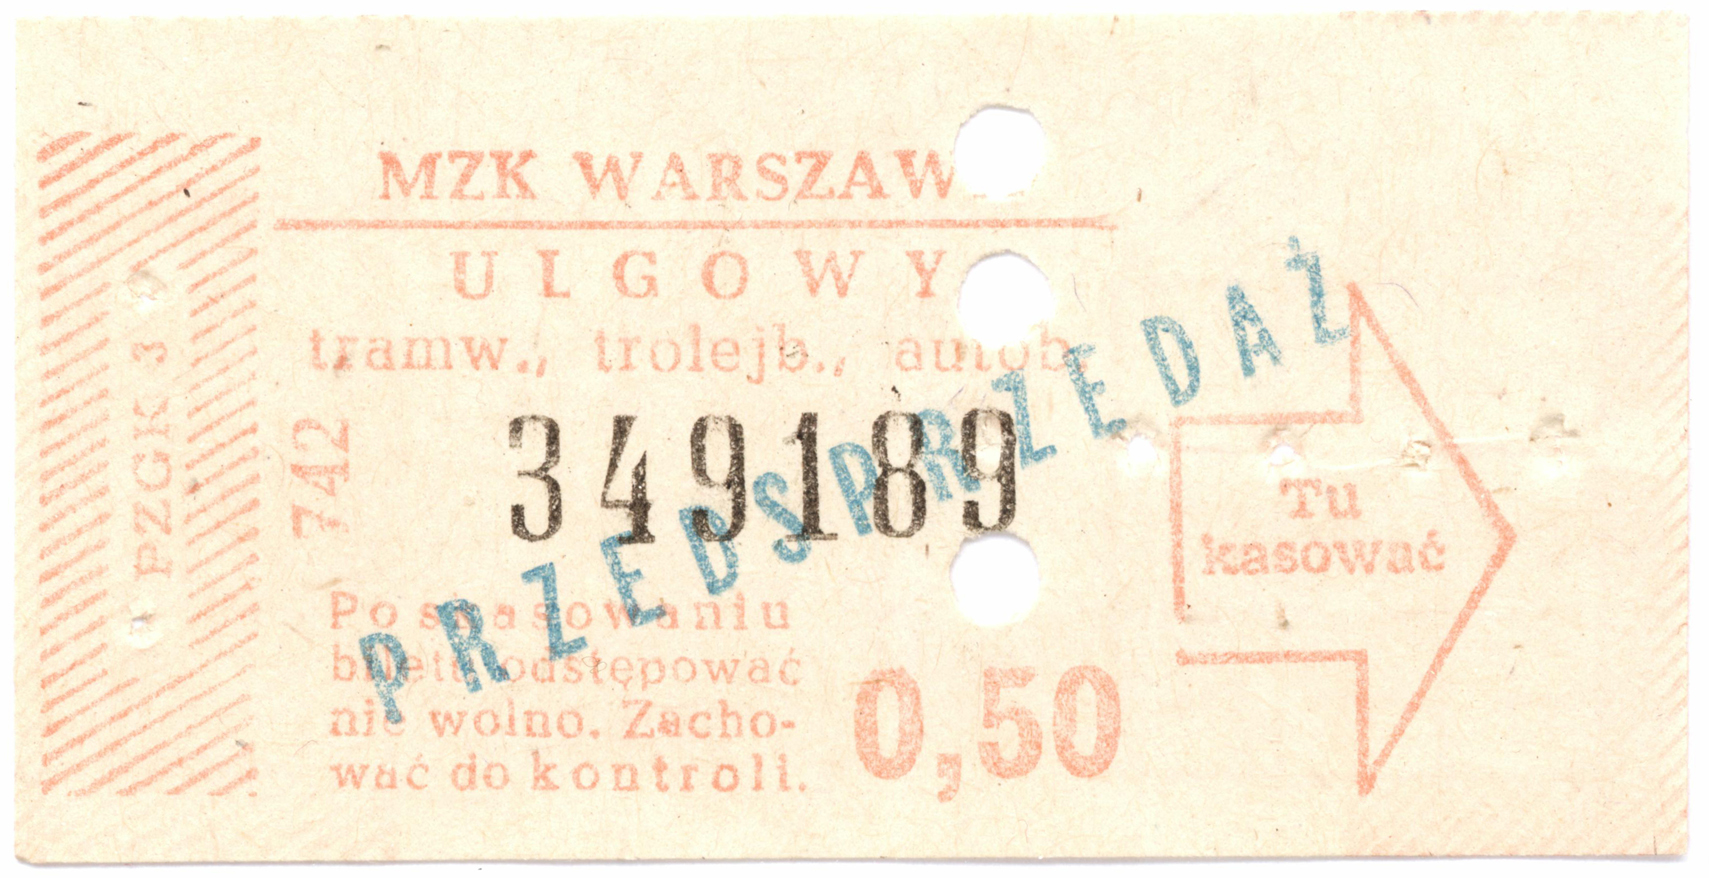 MZK WARSZAW
ULGOWY
tramw., trolejb., autob.
PZGK 3
742
349189
PRZEDSPRZEDAŻ
Po skasowaniu
biletu odstępować
nie wolno. Zacho-
wać do kontroli.
0,50
Tu
kasować